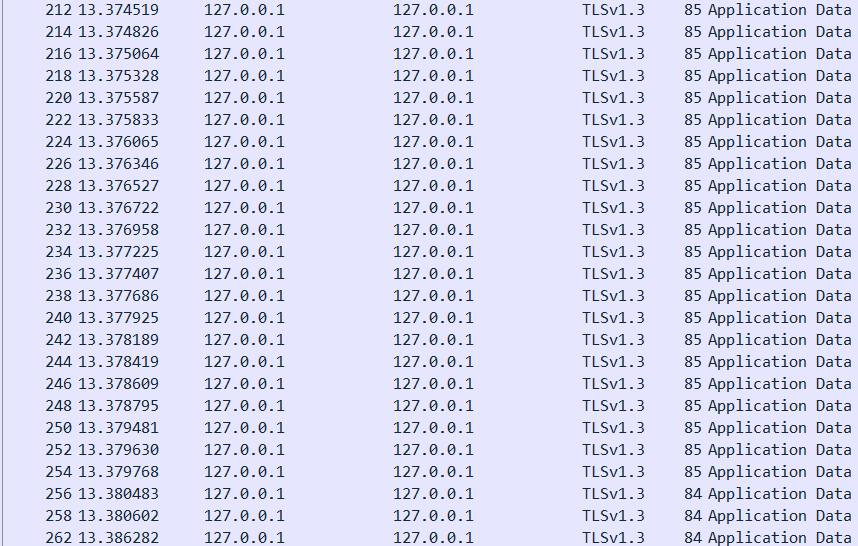 212 13.374519 127.0.0.1 127.0.0.1 TLSv1.3 85 Application Data
214 13.374826 127.0.0.1 127.0.0.1 TLSv1.3 85 Application Data
216 13.375064 127.0.0.1 127.0.0.1 TLSv1.3 85 Application Data
218 13.375328 127.0.0.1 127.0.0.1 TLSv1.3 85 Application Data
220 13.375587 127.0.0.1 127.0.0.1 TLSv1.3 85 Application Data
222 13.375833 127.0.0.1 127.0.0.1 TLSv1.3 85 Application Data
224 13.376065 127.0.0.1 127.0.0.1 TLSv1.3 85 Application Data
226 13.376346 127.0.0.1 127.0.0.1 TLSv1.3 85 Application Data
228 13.376527 127.0.0.1 127.0.0.1 TLSv1.3 85 Application Data
230 13.376722 127.0.0.1 127.0.0.1 TLSv1.3 85 Application Data
232 13.376958 127.0.0.1 127.0.0.1 TLSv1.3 85 Application Data
234 13.377225 127.0.0.1 127.0.0.1 TLSv1.3 85 Application Data
236 13.377407 127.0.0.1 127.0.0.1 TLSv1.3 85 Application Data
238 13.377686 127.0.0.1 127.0.0.1 TLSv1.3 85 Application Data
240 13.377925 127.0.0.1 127.0.0.1 TLSv1.3 85 Application Data
242 13.378189 127.0.0.1 127.0.0.1 TLSv1.3 85 Application Data
244 13.378419 127.0.0.1 127.0.0.1 TLSv1.3 85 Application Data
246 13.378609 127.0.0.1 127.0.0.1 TLSv1.3 85 Application Data
248 13.378795 127.0.0.1 127.0.0.1 TLSv1.3 85 Application Data
250 13.379481 127.0.0.1 127.0.0.1 TLSv1.3 85 Application Data
252 13.379630 127.0.0.1 127.0.0.1 TLSv1.3 85 Application Data
254 13.379768 127.0.0.1 127.0.0.1 TLSv1.3 85 Application Data
256 13.380483 127.0.0.1 127.0.0.1 TLSv1.3 84 Application Data
258 13.380602 127.0.0.1 127.0.0.1 TLSv1.3 84 Application Data
262 13.386282 127.0.0.1 127.0.0.1 TLSv1.3 84 Application Data